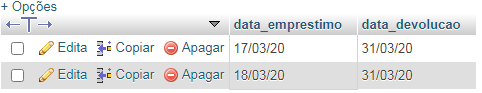 + Opções
data_emprestimo data_devolucao
Edita Copiar Apagar 17/03/20 31/03/20
Edita Copiar Apagar 18/03/20 31/03/20